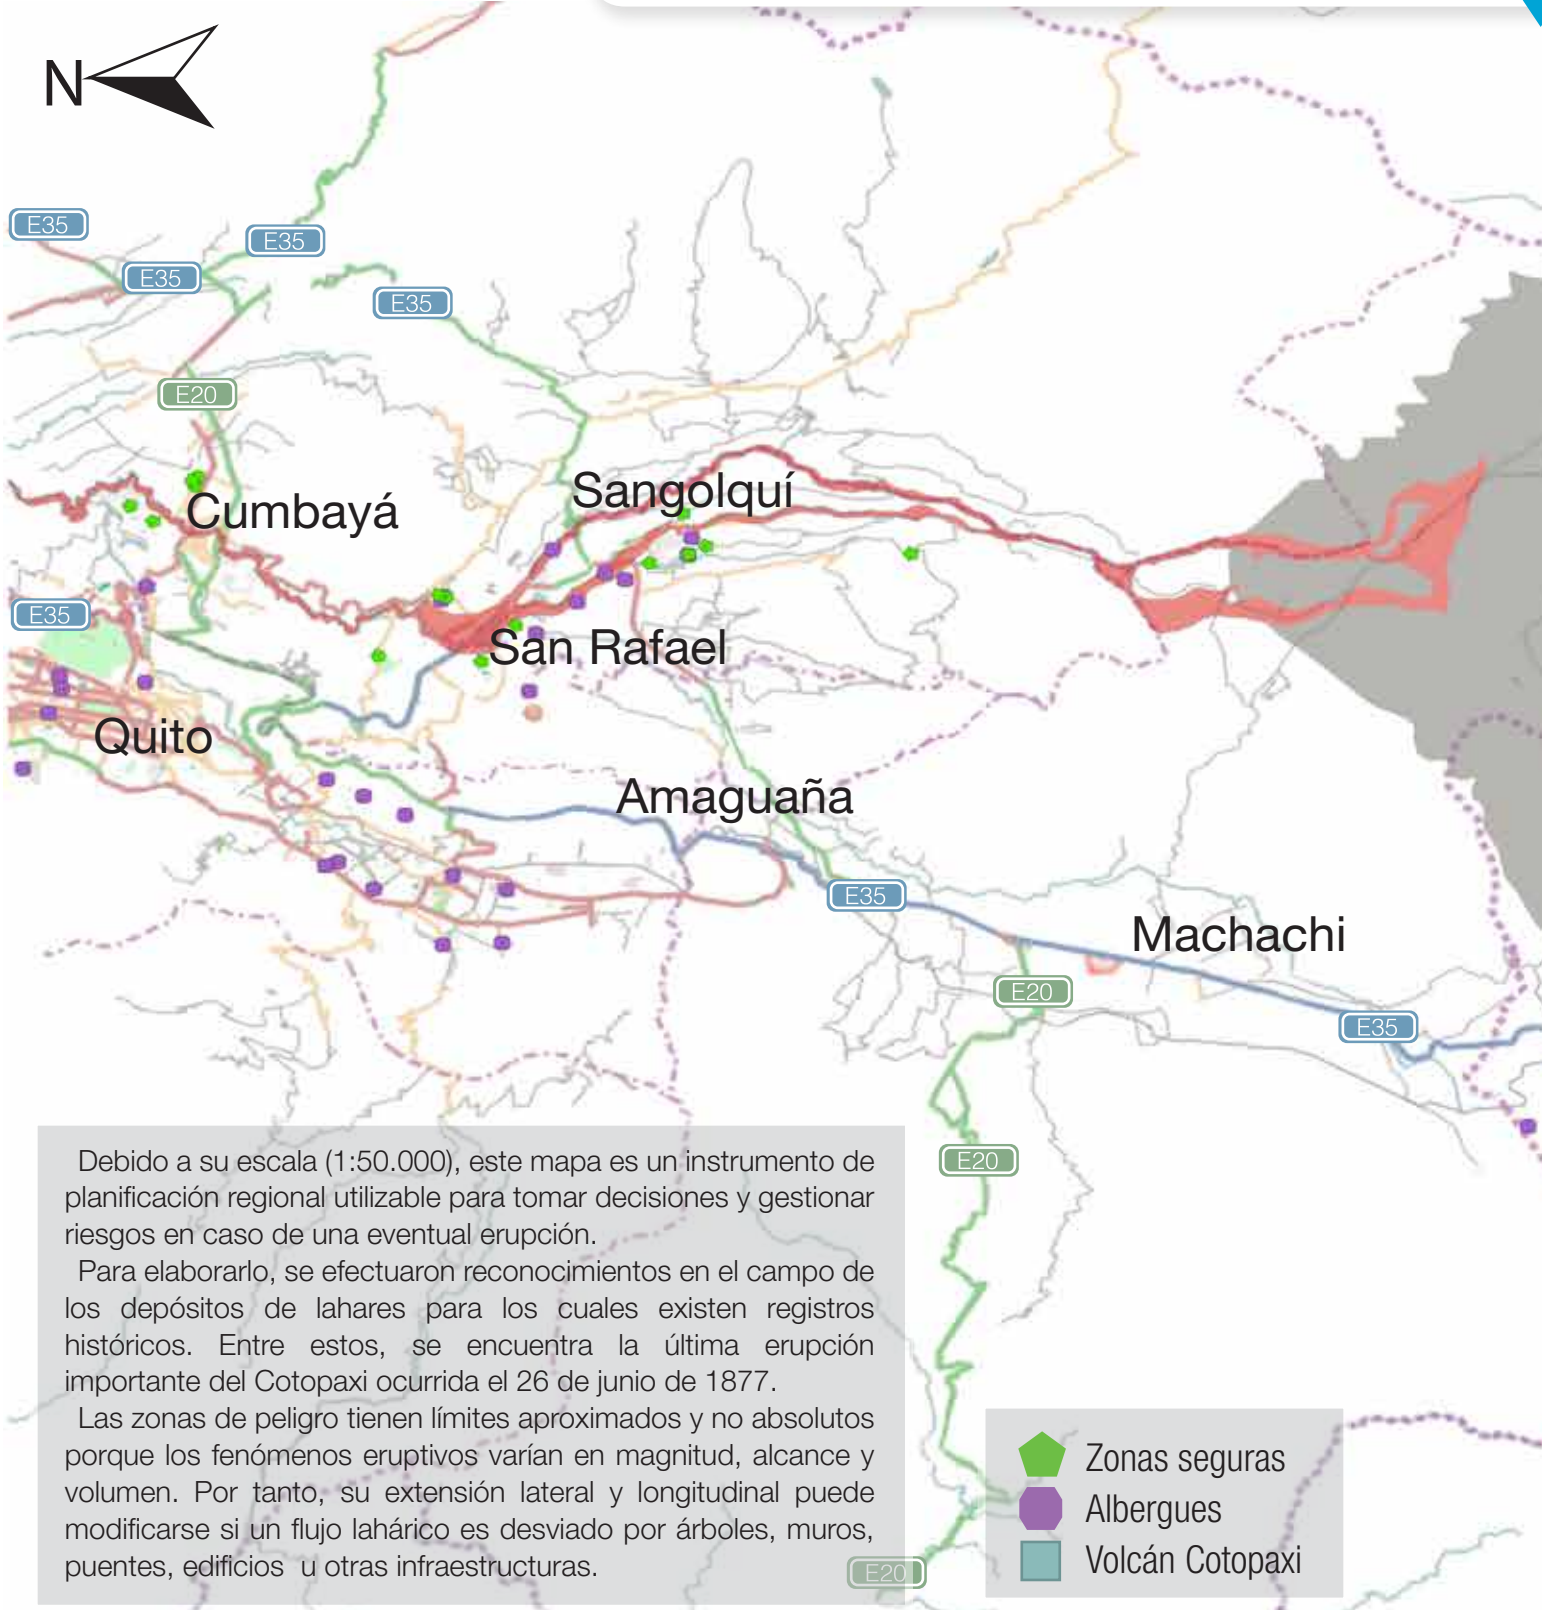 N
E35
E35
E35
E35
E20
Sangolquí
Cumbayá
E35
San Rafael
Quito
Amaguaña
E35
Machachi
E20
E35
E20
Debido a su escala (1:50.000), este mapa es un instrumento de
planificación regional utilizable para tomar decisiones y gestionar
riesgos en caso de una eventual erupción.
Para elaborarlo, se efectuaron reconocimientos en el campo de
los depósitos de lahares para los cuales existen registros
históricos. Entre estos, se encuentra la última erupción
importante del Cotopaxi ocurrida el 26 de junio de 1877.
Las zonas de peligro tienen límites aproximados y no absolutos
porque los fenómenos eruptivos varían en magnitud, alcance y
volumen. Por tanto, su extensión lateral y longitudinal puede
modificarse si un flujo lahárico es desviado por árboles, muros,
puentes, edificios u otras infraestructuras.
E20
Zonas seguras
Albergues
Volcán Cotopaxi